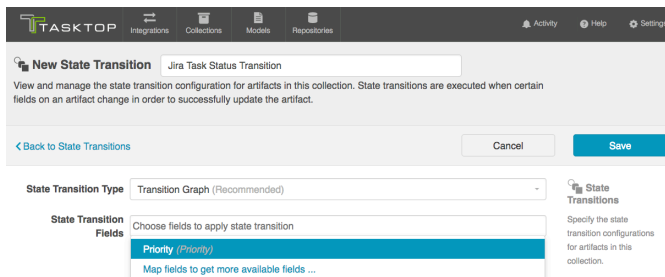 TASKTOP
Integrations
Collections
Models
Repositories
Activity
Help
Settings
New State Transition
Jira Task Status Transition
View and manage the state transition configuration for artifacts in this collection. State transitions are executed when certain
fields on an artifact change in order to successfully update the artifact.
Back to State Transitions
Cancel
Save
State Transition Type
Transition Graph (Recommended)
State Transition
Fields
Choose fields to apply state transition
Priority (Priority)
Map fields to get more available fields ...
State
Transitions
Specify the state
transition configurations
for artifacts in this
collection.